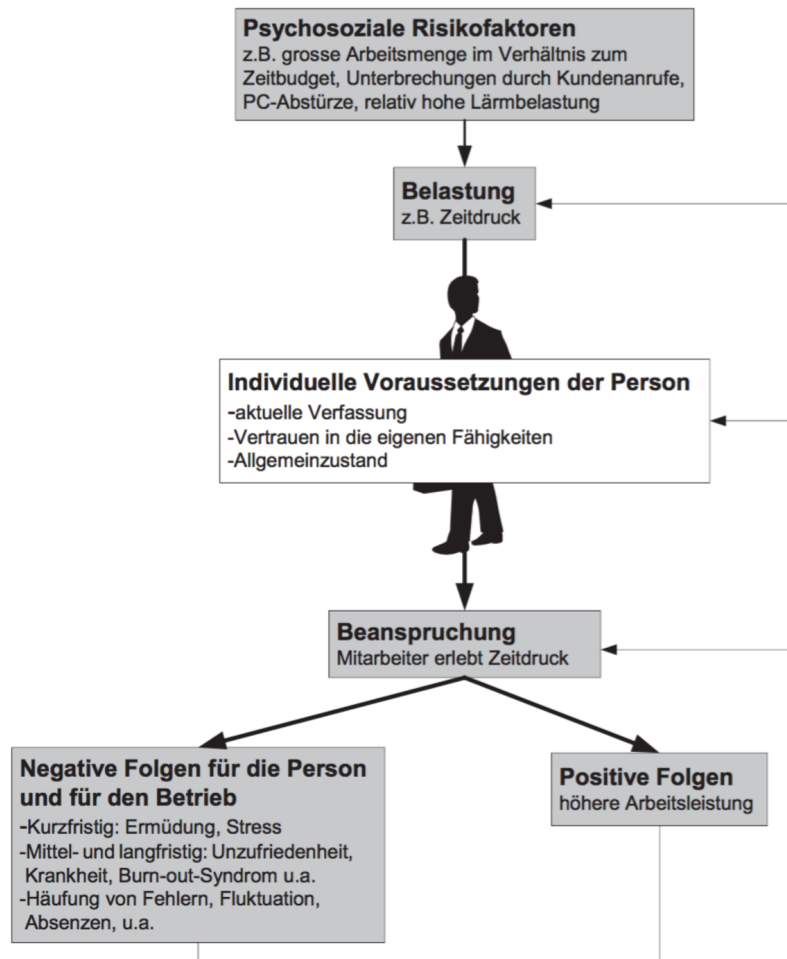 Psychosoziale Risikofaktoren
z.B. grosse Arbeitsmenge im Verhältnis zum
Zeitbudget, Unterbrechungen durch Kundenanrufe,
PC-Abstürze, relativ hohe Lärmbelastung
Belastung
z.B. Zeitdruck
Individuelle Voraussetzungen der Person
-aktuelle Verfassung
-Vertrauen in die eigenen Fähigkeiten
-Allgemeinzustand
Beanspruchung
Mitarbeiter erlebt Zeitdruck
Negative Folgen für die Person
und für den Betrieb
-Kurzfristig: Ermüdung, Stress
-Mittel- und langfristig: Unzufriedenheit,
Krankheit, Burn-out-Syndrom u.a.
-Häufung von Fehlern, Fluktuation,
Absenzen, u.a.
Positive Folgen
höhere Arbeitsleistung